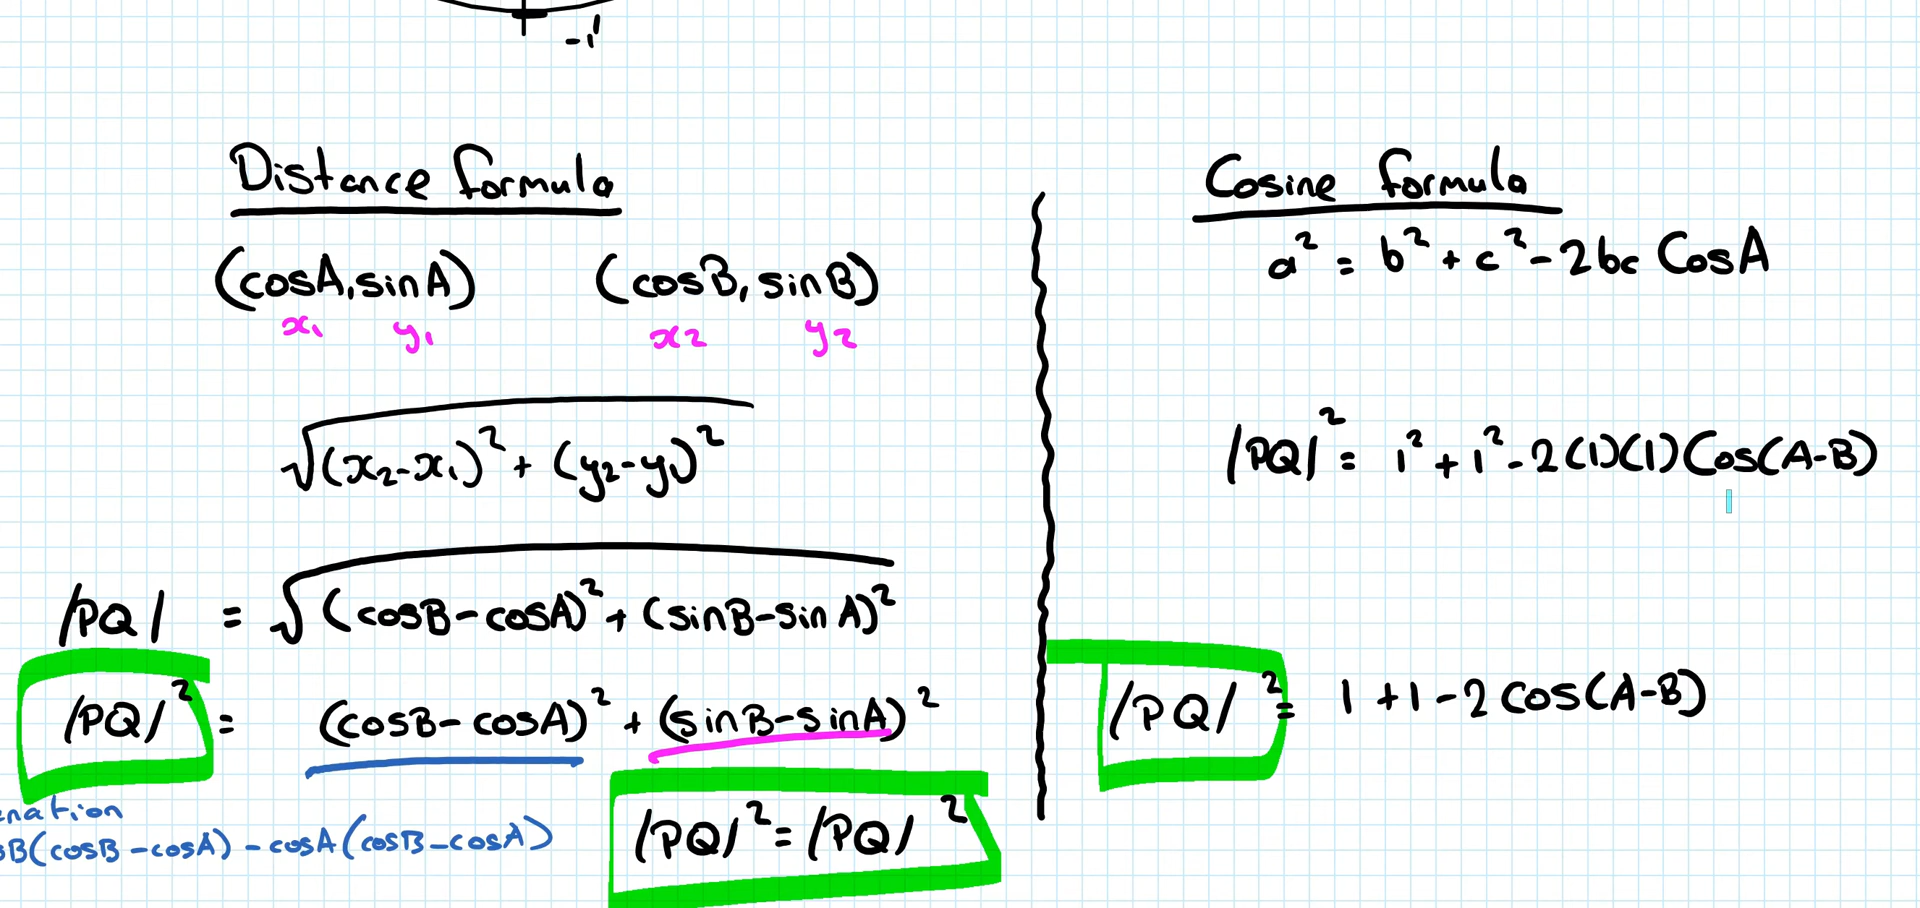 -1
Distance formula
(cosA, sinA) (cosB, sinB)
x₁ y₁ x₂ y₂
√(x₂-x₁)² + (y₂-y₁)²
|PQ| = √(cosB-cosA)² + (sinB-sinA)²
|PQ|² = (cosB-cosA)² + (sinB-sinA)²
B(cosB-cosA) - cosA(cosB-cosA)
|PQ|² = |PQ|²
Cosine formula
a² = b² + c² - 2bc CosA
|PQ|² = 1² + 1² - 2(1)(1)Cos(A-B)
|PQ|² = 1 + 1 - 2 Cos(A-B)